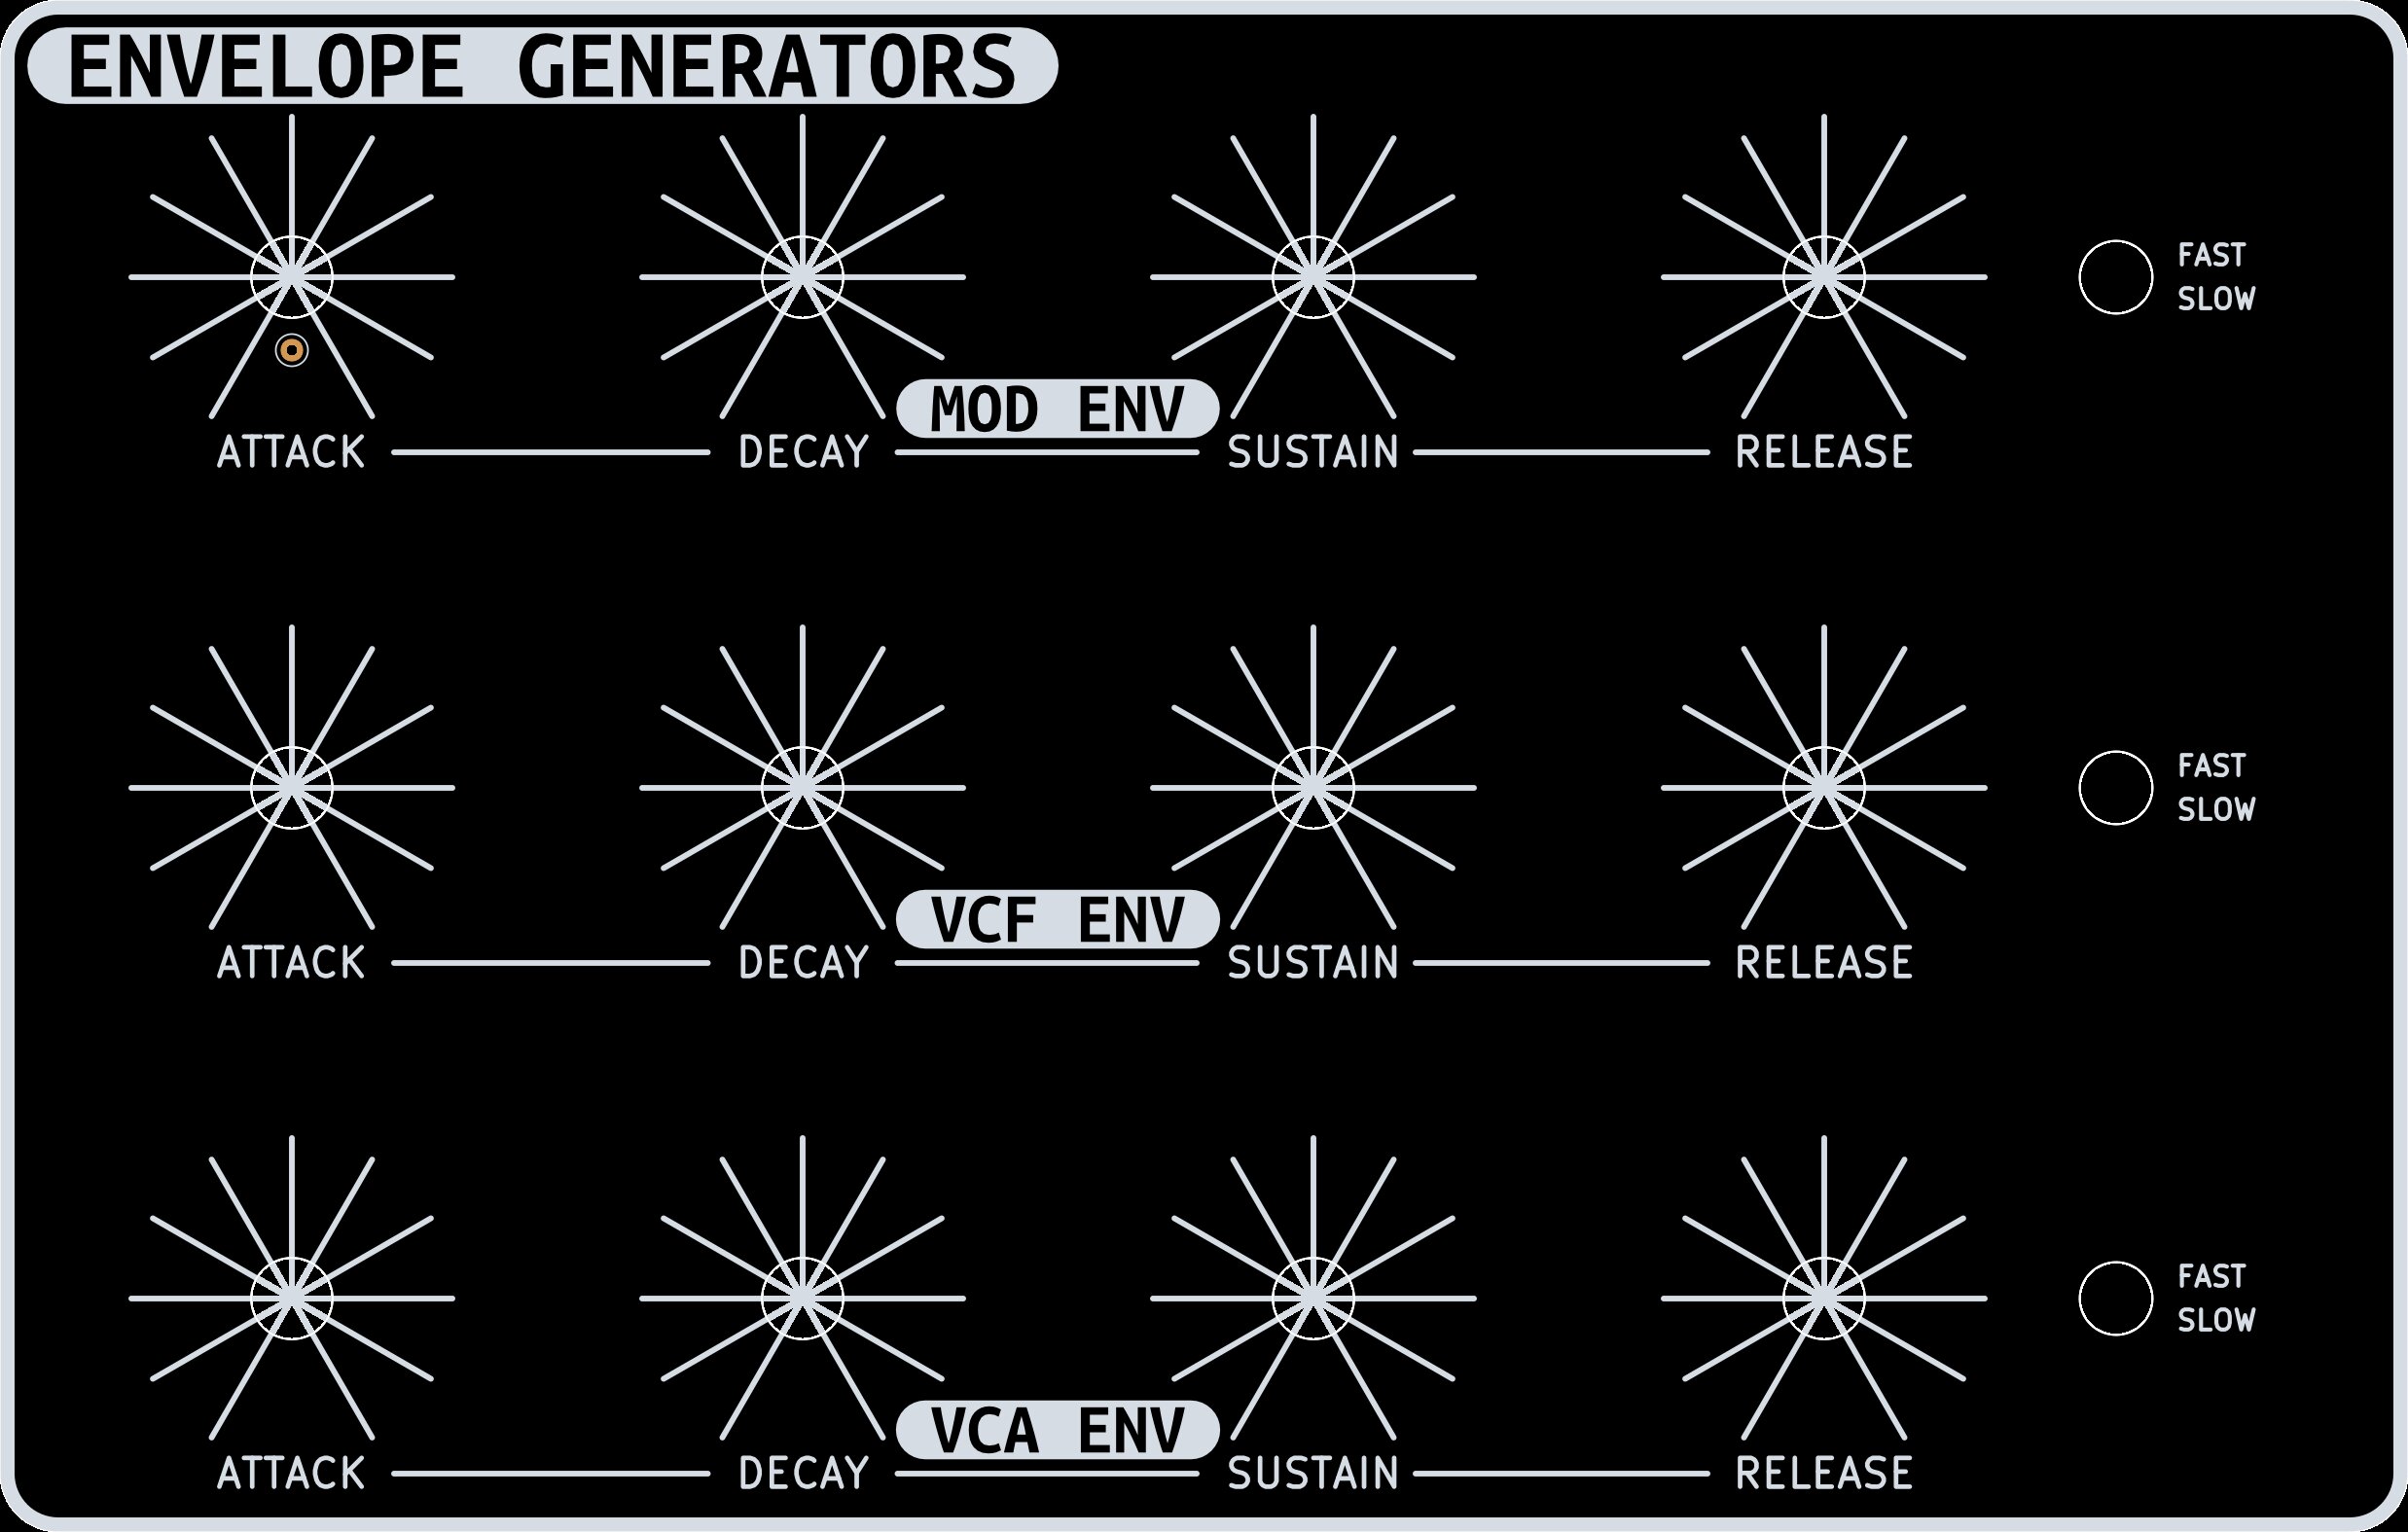 ENVELOPE GENERATORS
FAST
SLOW
MOD ENV
ATTACK DECAY SUSTAIN RELEASE
FAST
SLOW
VCF ENV
ATTACK DECAY SUSTAIN RELEASE
FAST
SLOW
VCA ENV
ATTACK DECAY SUSTAIN RELEASE